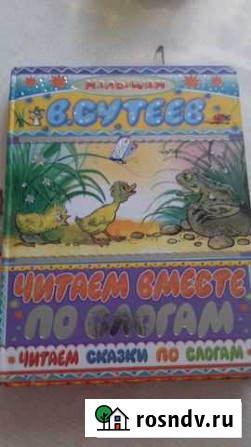 МАЛЫШАМ
В.СУТЕЕВ
ЧИТАЕМ ВМЕСТЕ
ПО СЛОГАМ
ЧИТАЕМ СКАЗКИ ПО СЛОГАМ
rosndv.ru